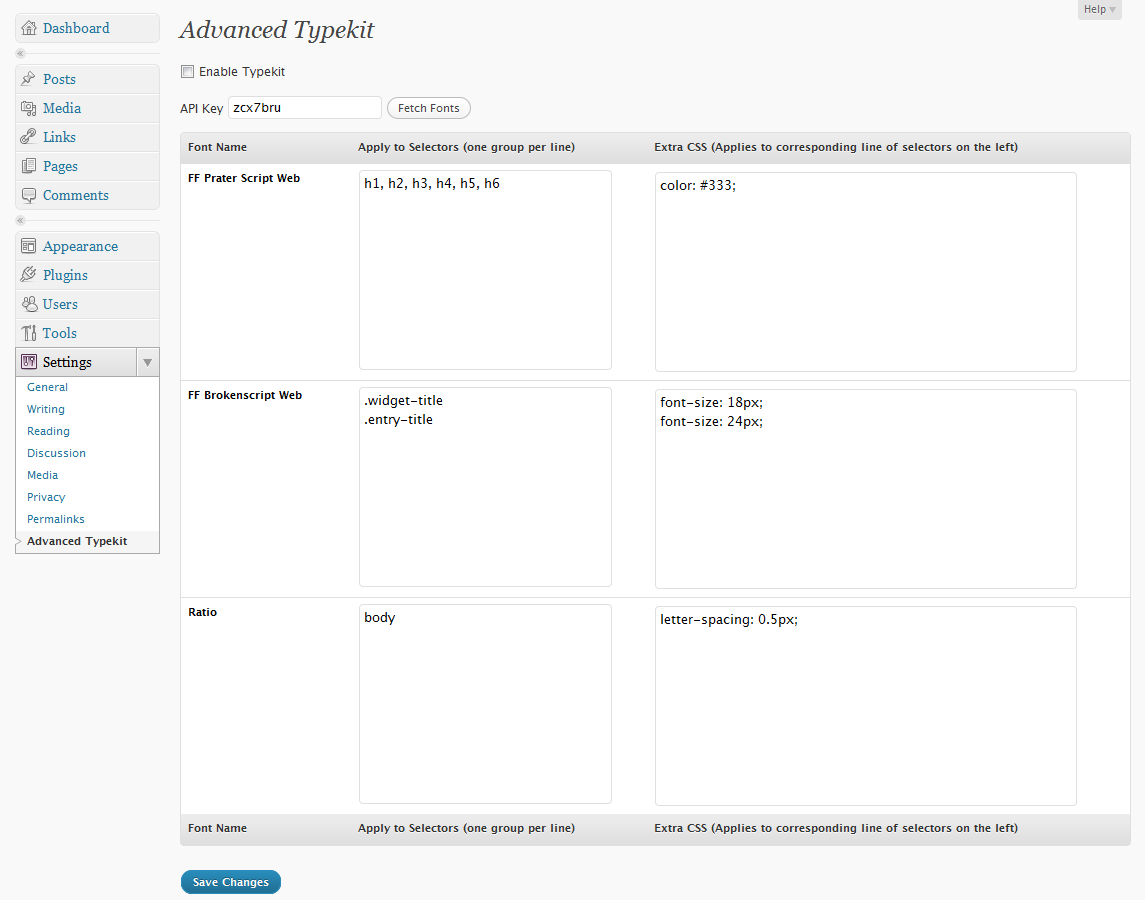 Help
Dashboard
Posts
Media
Links
Pages
Comments
Appearance
Plugins
Users
Tools
Settings
General
Writing
Reading
Discussion
Media
Privacy
Permalinks
Advanced Typekit
Advanced Typekit
Enable Typekit
API Key zcx7bru Fetch Fonts
Font Name Apply to Selectors (one group per line) Extra CSS (Applies to corresponding line of selectors on the left)
FF Prater Script Web h1, h2, h3, h4, h5, h6 color: #333;
FF Brokenscript Web .widget-title font-size: 18px;
.entry-title font-size: 24px;
Ratio body letter-spacing: 0.5px;
Font Name Apply to Selectors (one group per line) Extra CSS (Applies to corresponding line of selectors on the left)
Save Changes